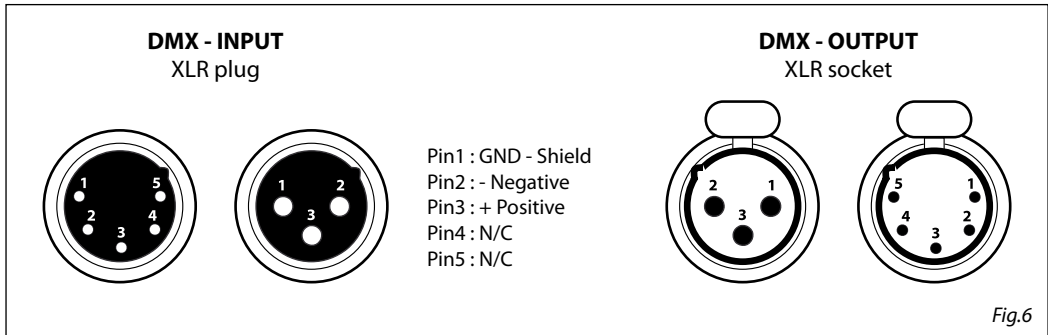 DMX - INPUT
XLR plug
1 5
2 4
3
1 2
3
Pin1 : GND - Shield
Pin2 : - Negative
Pin3 : + Positive
Pin4 : N/C
Pin5 : N/C
DMX - OUTPUT
XLR socket
2 1
3
5 1
4 2
3
Fig.6